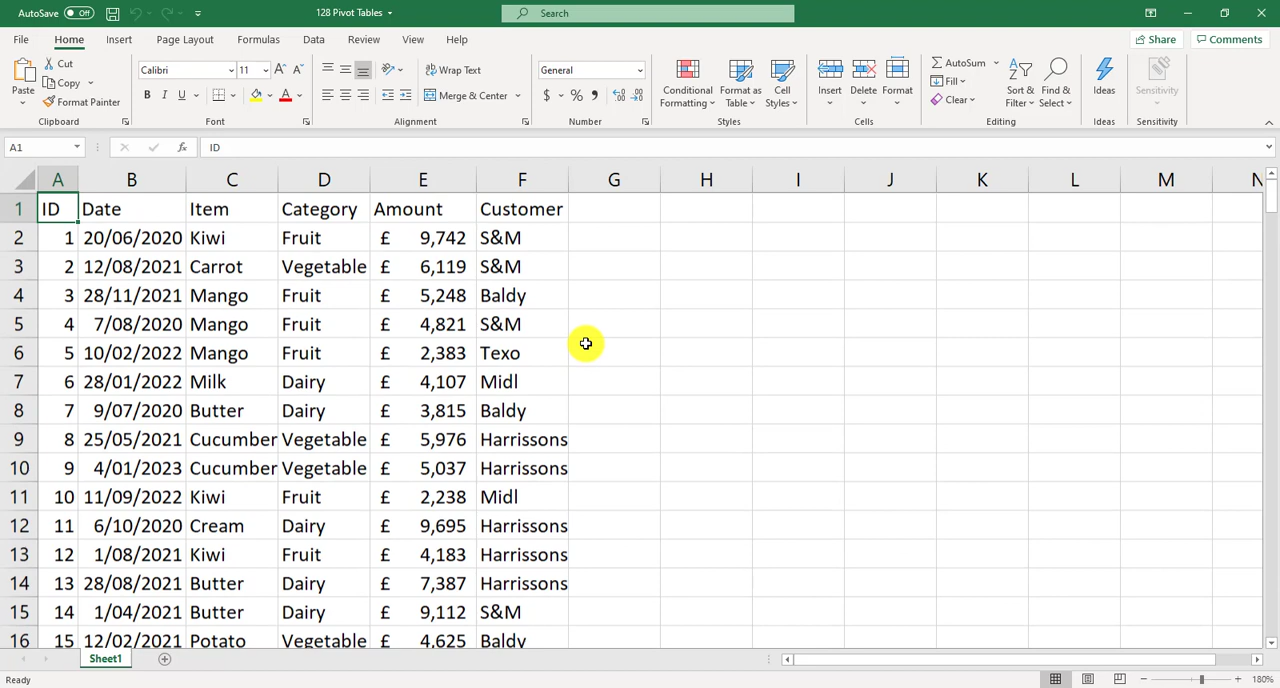 AutoSave Off 128 Pivot Tables Search
File Home Insert Page Layout Formulas Data Review View Help Share Comments
Paste Cut Copy Format Painter Clipboard
Calibri 11 A A B I U A Font
Wrap Text Merge & Center Alignment
General $ % , Number
Conditional Formatting Format as Table Cell Styles Styles
Insert Delete Format Cells
AutoSum Fill Clear Sort & Filter Find & Select Editing
Ideas Ideas
Sensitivity Sensitivity
A1 fx ID
A B C D E F G H I J K L M N
1 ID Date Item Category Amount Customer
2 1 20/06/2020 Kiwi Fruit £ 9,742 S&M
3 2 12/08/2021 Carrot Vegetable £ 6,119 S&M
4 3 28/11/2021 Mango Fruit £ 5,248 Baldy
5 4 7/08/2020 Mango Fruit £ 4,821 S&M
6 5 10/02/2022 Mango Fruit £ 2,383 Texo
7 6 28/01/2022 Milk Dairy £ 4,107 Midl
8 7 9/07/2020 Butter Dairy £ 3,815 Baldy
9 8 25/05/2021 Cucumber Vegetable £ 5,976 Harrissons
10 9 4/01/2023 Cucumber Vegetable £ 5,037 Harrissons
11 10 11/09/2022 Kiwi Fruit £ 2,238 Midl
12 11 6/10/2020 Cream Dairy £ 9,695 Harrissons
13 12 1/08/2021 Kiwi Fruit £ 4,183 Harrissons
14 13 28/08/2021 Butter Dairy £ 7,387 Harrissons
15 14 1/04/2021 Butter Dairy £ 9,112 S&M
16 15 12/02/2021 Potato Vegetable £ 4,625 Baldy
Sheet1
Ready 180%